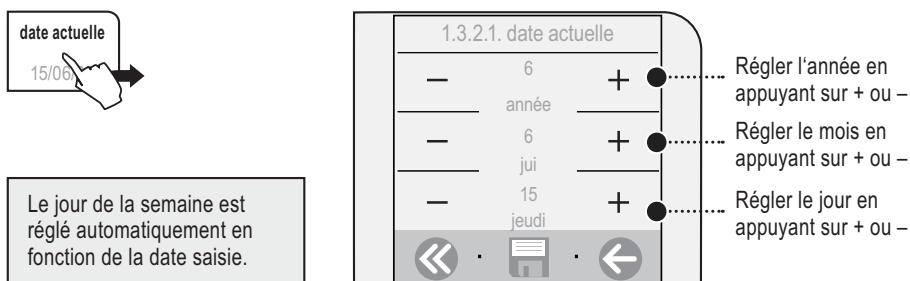 date actuelle
15/06/
Le jour de la semaine est
réglé automatiquement en
fonction de la date saisie.
1.3.2.1. date actuelle
– 6 +
année
– 6 +
jui
– 15 +
jeudi
Régler l‘année en
appuyant sur + ou –
Régler le mois en
appuyant sur + ou –
Régler le jour en
appuyant sur + ou –